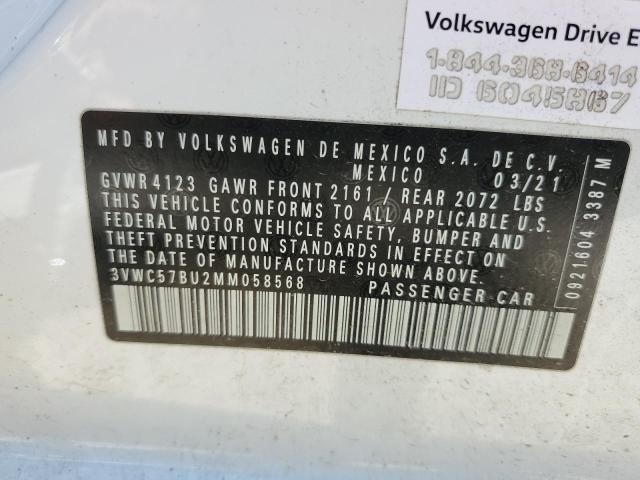 Volkswagen Drive E
1-844-368-6414
MFD BY VOLKSWAGEN DE MEXICO S.A. DE C.V.
MEXICO 03/21
GVWR 4123 GAWR FRONT 2161 / REAR 2072 LBS
THIS VEHICLE CONFORMS TO ALL APPLICABLE U.S.
FEDERAL MOTOR VEHICLE SAFETY, BUMPER AND
THEFT PREVENTION STANDARDS IN EFFECT ON
THE DATE OF MANUFACTURE SHOWN ABOVE.
3VWC57BU2MM058568 PASSENGER CAR
0921604 3387 M